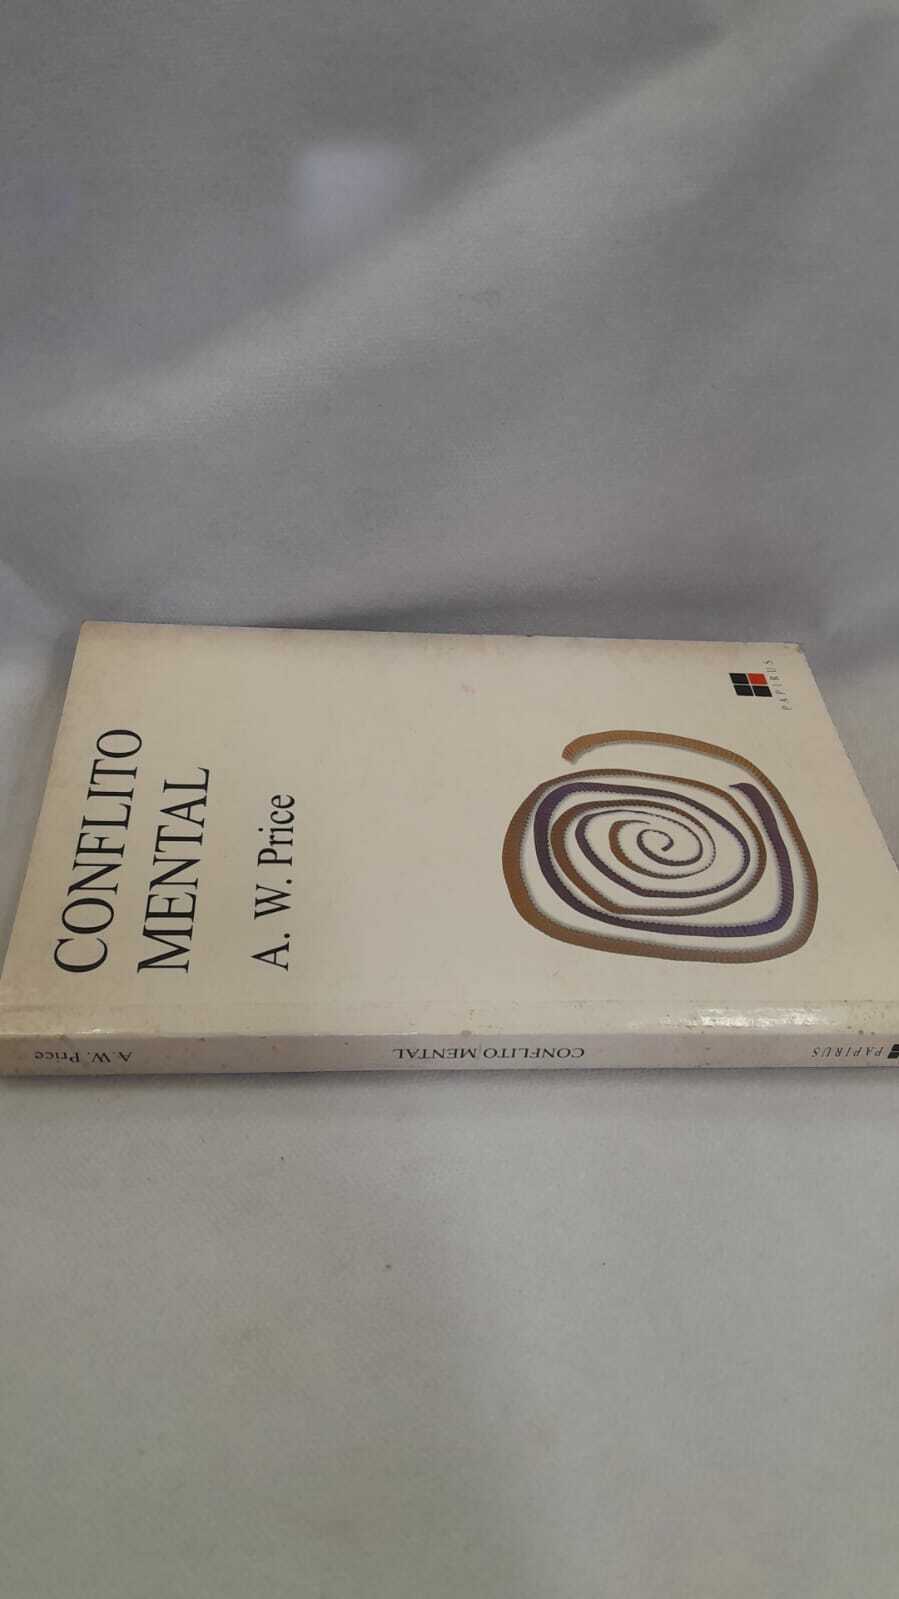 CONFLITO
MENTAL
A. W. Price
PAPIRUS
A. W. Price
CONFLITO MENTAL
PAPIRUS